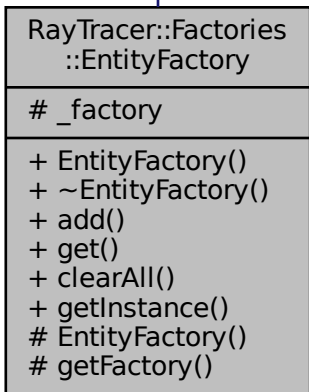 RayTracer::Factories
::EntityFactory
# _factory
+ EntityFactory()
+ ~EntityFactory()
+ add()
+ get()
+ clearAll()
+ getInstance()
# EntityFactory()
# getFactory()